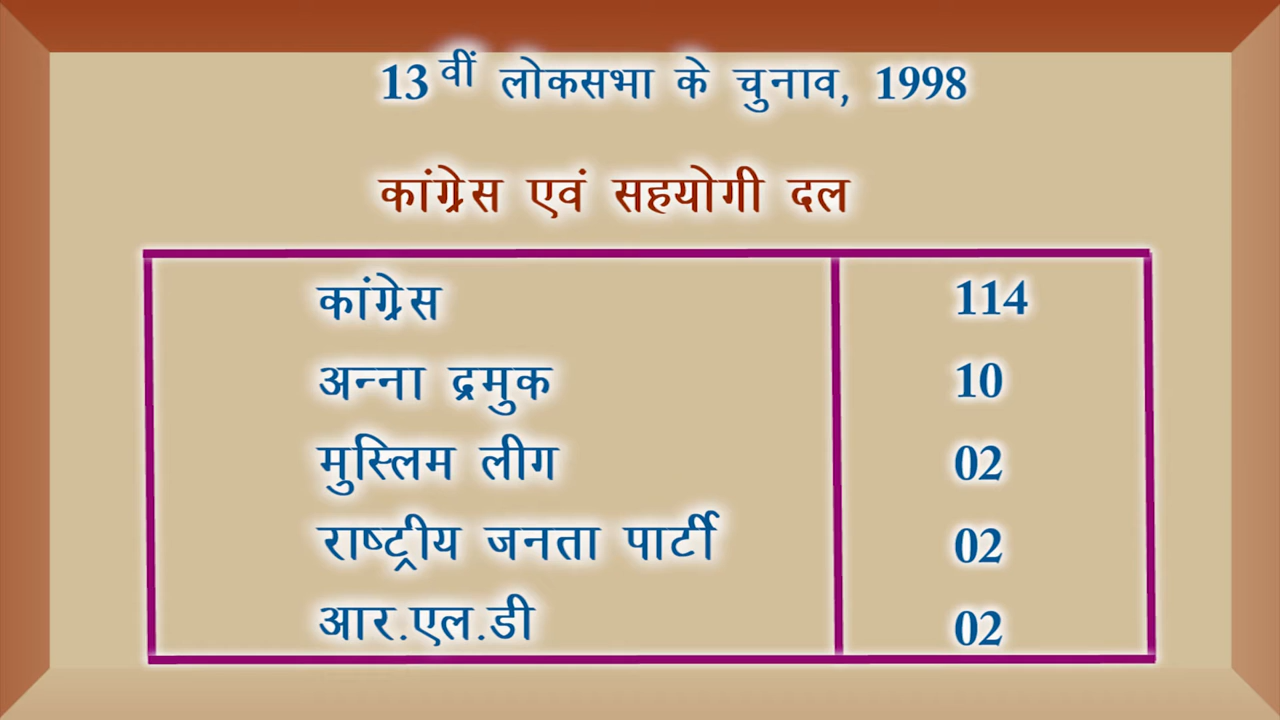 13वीं लोकसभा के चुनाव, 1998
कांग्रेस एवं सहयोगी दल
कांग्रेस 114
अन्ना द्रमुक 10
मुस्लिम लीग 02
राष्ट्रीय जनता पार्टी 02
आर.एल.डी 02